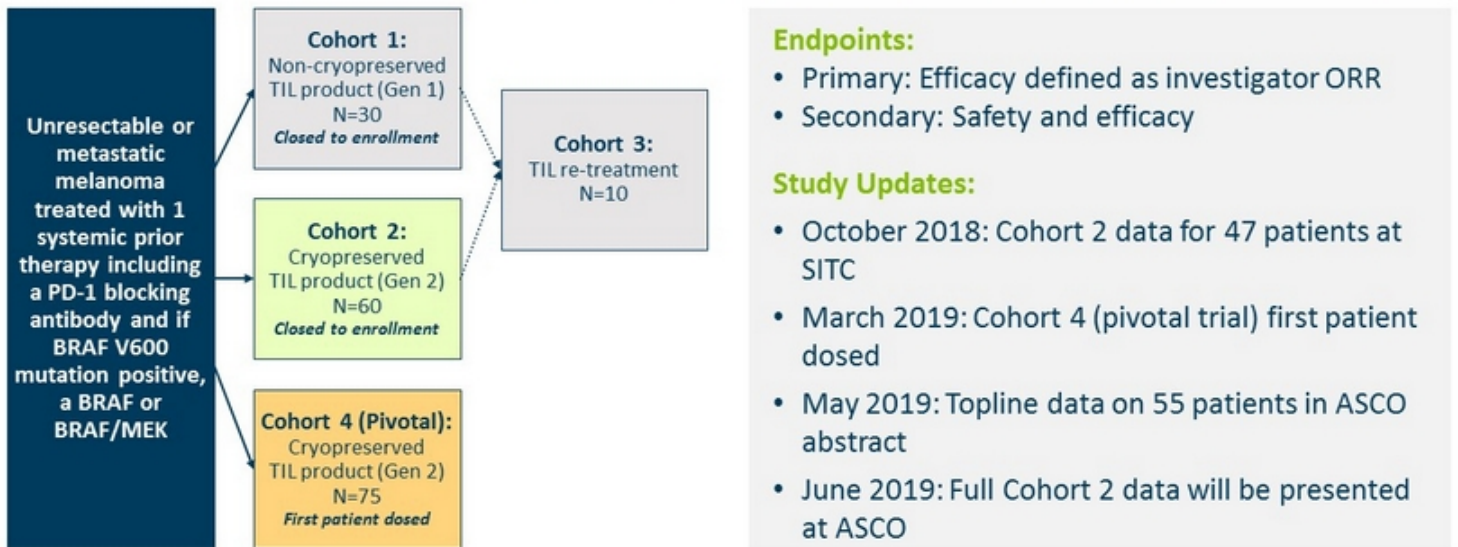 Unresectable or
metastatic
melanoma
treated with 1
systemic prior
therapy including
a PD-1 blocking
antibody and if
BRAF V600
mutation positive,
a BRAF or
BRAF/MEK
Cohort 1:
Non-cryopreserved
TIL product (Gen 1)
N=30
Closed to enrollment
Cohort 2:
Cryopreserved
TIL product (Gen 2)
N=60
Closed to enrollment
Cohort 4 (Pivotal):
Cryopreserved
TIL product (Gen 2)
N=75
First patient dosed
Cohort 3:
TIL re-treatment
N=10
Endpoints:
• Primary: Efficacy defined as investigator ORR
• Secondary: Safety and efficacy
Study Updates:
• October 2018: Cohort 2 data for 47 patients at
SITC
• March 2019: Cohort 4 (pivotal trial) first patient
dosed
• May 2019: Topline data on 55 patients in ASCO
abstract
• June 2019: Full Cohort 2 data will be presented
at ASCO